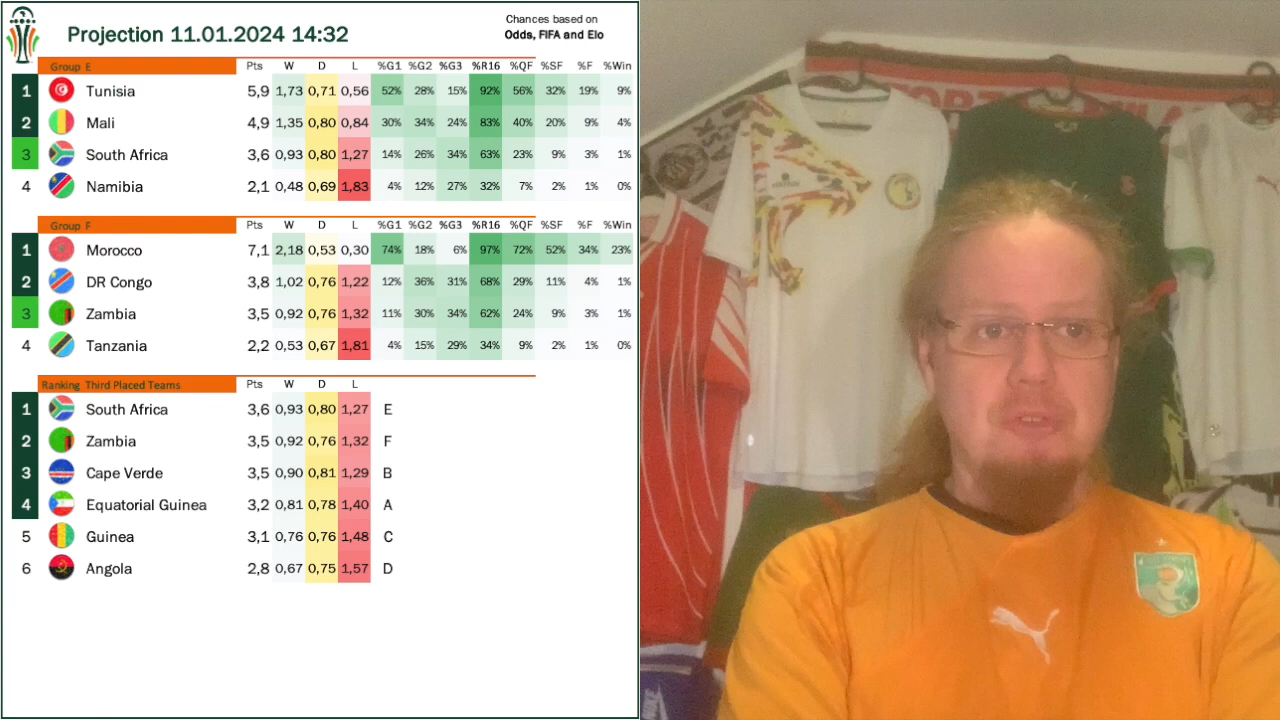 Projection 11.01.2024 14:32
Chances based on
Odds, FIFA and Elo
Group E Pts W D L %G1 %G2 %G3 %R16 %QF %SF %F %Win
1 Tunisia 5,9 1,73 0,71 0,56 52% 28% 15% 92% 56% 32% 19% 9%
2 Mali 4,9 1,35 0,80 0,84 30% 34% 24% 83% 40% 20% 9% 4%
3 South Africa 3,6 0,93 0,80 1,27 14% 26% 34% 63% 23% 9% 3% 1%
4 Namibia 2,1 0,48 0,69 1,83 4% 12% 27% 32% 7% 2% 1% 0%
Group F Pts W D L %G1 %G2 %G3 %R16 %QF %SF %F %Win
1 Morocco 7,1 2,18 0,53 0,30 74% 18% 6% 97% 72% 52% 34% 23%
2 DR Congo 3,8 1,02 0,76 1,22 12% 36% 31% 68% 29% 11% 4% 1%
3 Zambia 3,5 0,92 0,76 1,32 11% 30% 34% 62% 24% 9% 3% 1%
4 Tanzania 2,2 0,53 0,67 1,81 4% 15% 29% 34% 9% 2% 1% 0%
Ranking Third Placed Teams Pts W D L
1 South Africa 3,6 0,93 0,80 1,27 E
2 Zambia 3,5 0,92 0,76 1,32 F
3 Cape Verde 3,5 0,90 0,81 1,29 B
4 Equatorial Guinea 3,2 0,81 0,78 1,40 A
5 Guinea 3,1 0,76 0,76 1,48 C
6 Angola 2,8 0,67 0,75 1,57 D